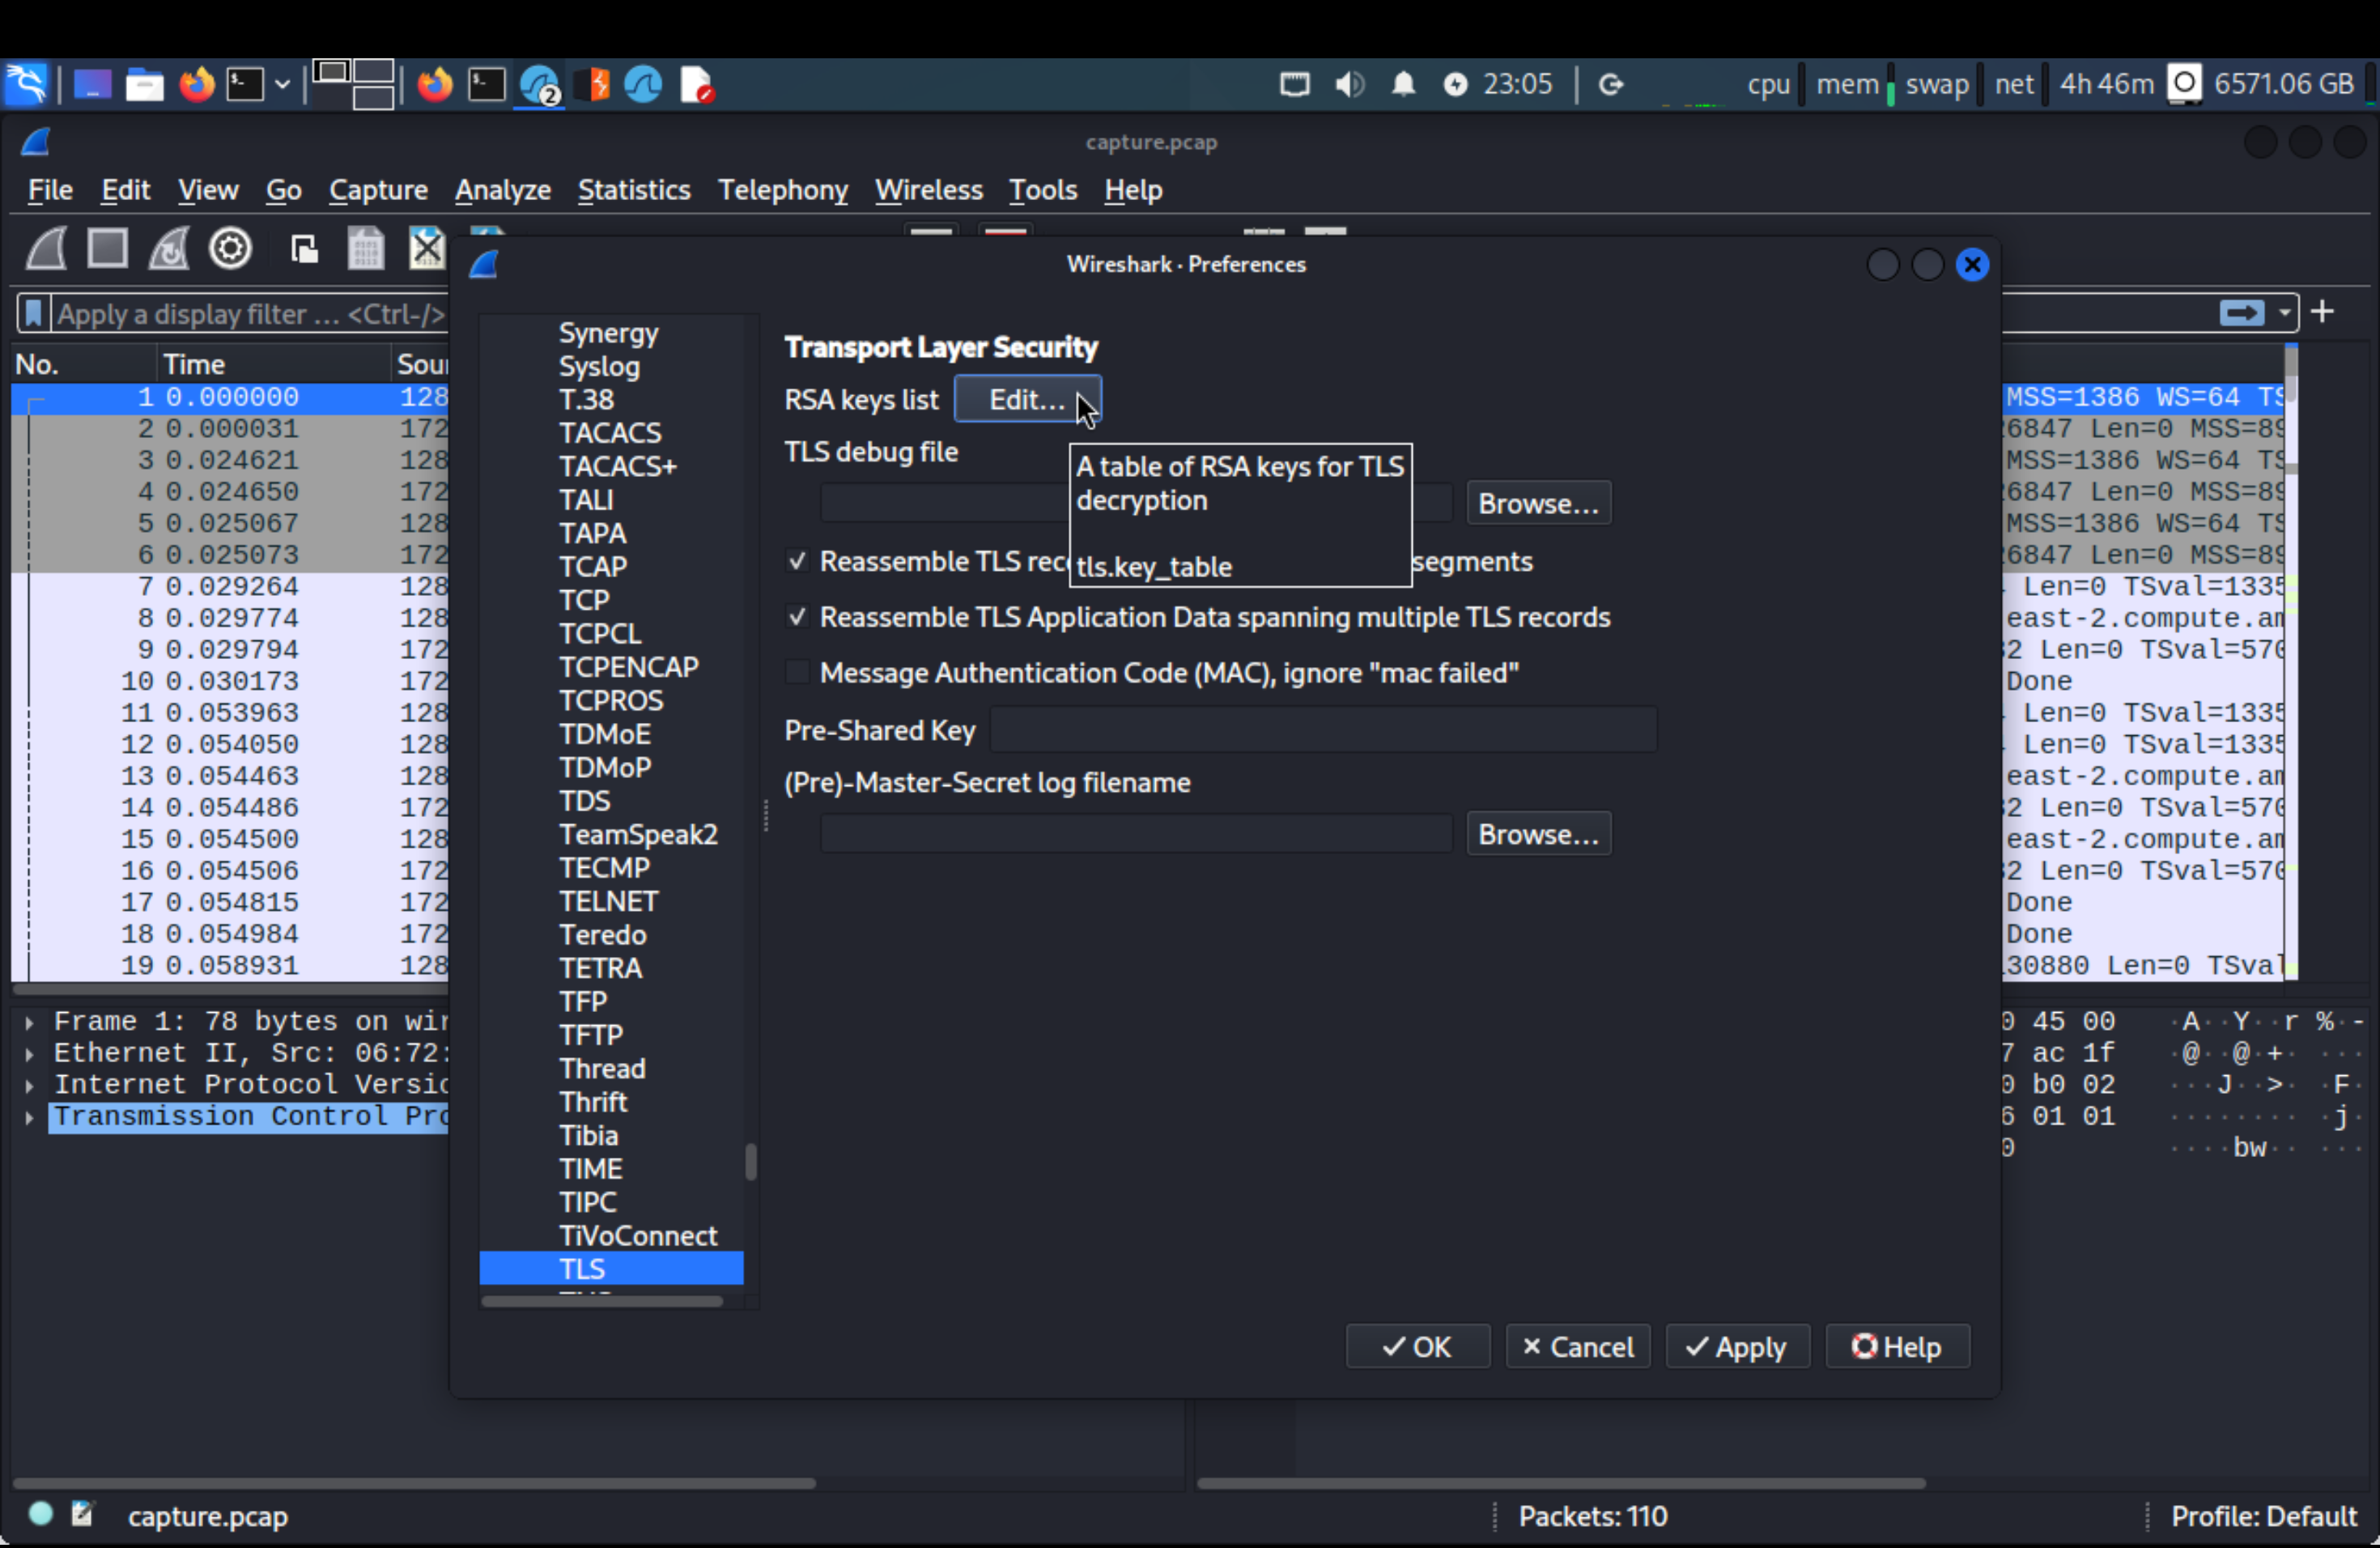 2
23:05
cpu
mem
swap
net
4h 46m
6571.06 GB
capture.pcap
File Edit View Go Capture Analyze Statistics Telephony Wireless Tools Help
Apply a display filter ... <Ctrl-/>
+
No. Time
1 0.000000 128
2 0.000031 172
3 0.024621 128
4 0.024650 172
5 0.025067 128
6 0.025073 172
7 0.029264 128
8 0.029774 128
9 0.029794 172
10 0.030173 172
11 0.053963 128
12 0.054050 128
13 0.054463 128
14 0.054486 172
15 0.054500 128
16 0.054506 172
17 0.054815 172
18 0.054984 172
19 0.058931 128
Frame 1: 78 bytes on wir
Ethernet II, Src: 06:72:
Internet Protocol Versio
Transmission Control Pro
Wireshark · Preferences
Synergy
Syslog
T.38
TACACS
TACACS+
TALI
TAPA
TCAP
TCP
TCPCL
TCPENCAP
TCPROS
TDMoE
TDMoP
TDS
TeamSpeak2
TECMP
TELNET
Teredo
TETRA
TFP
TFTP
Thread
Thrift
Tibia
TIME
TIPC
TiVoConnect
TLS
Transport Layer Security
RSA keys list Edit...
TLS debug file
A table of RSA keys for TLS
decryption
tls.key_table
Browse...
Reassemble TLS rec segments
Reassemble TLS Application Data spanning multiple TLS records
Message Authentication Code (MAC), ignore "mac failed"
Pre-Shared Key
(Pre)-Master-Secret log filename
Browse...
OK Cancel Apply Help
MSS=1386 WS=64 TS
26847 Len=0 MSS=89
MSS=1386 WS=64 TS
26847 Len=0 MSS=89
MSS=1386 WS=64 TS
26847 Len=0 MSS=89
Len=0 TSval=1335
east-2.compute.am
32 Len=0 TSval=570
Done
Len=0 TSval=1335
Len=0 TSval=1335
east-2.compute.am
32 Len=0 TSval=570
east-2.compute.am
32 Len=0 TSval=570
Done
Done
130880 Len=0 TSval
0 45 00 ·A··Y··r %·-
7 ac 1f ·@··@·+· ···
0 b0 02 ···J··>· ·F·
6 01 01 ········ ·j·
0 ····bw·· ···
capture.pcap
Packets: 110
Profile: Default